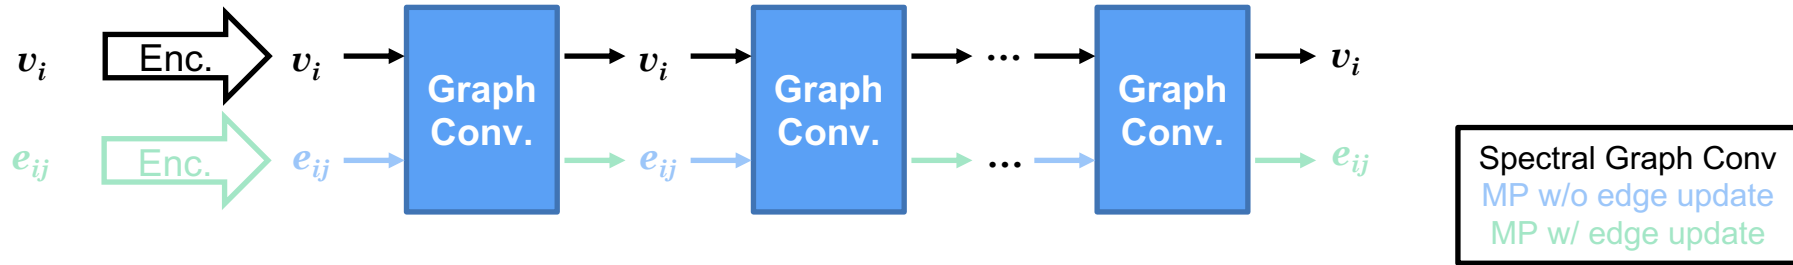 v_i Enc. v_i Graph Conv. v_i Graph Conv. ... Graph Conv. v_i
e_ij Enc. e_ij e_ij ... e_ij
Spectral Graph Conv
MP w/o edge update
MP w/ edge update